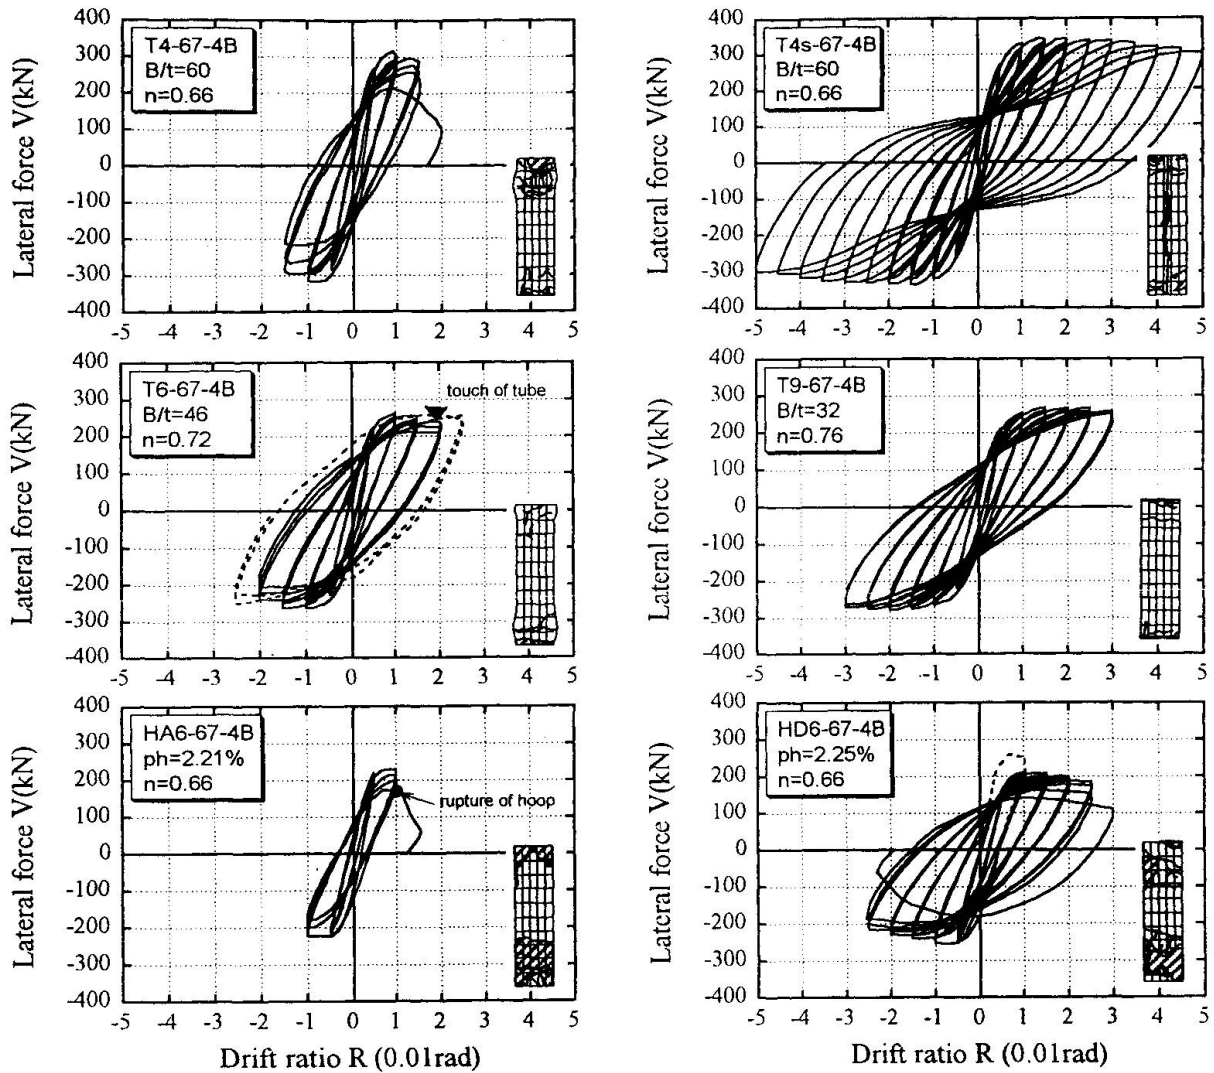 Lateral force V(kN)
400
300
200
100
0
-100
-200
-300
400
T4-67-4B
B/t=60
n=0.66
-5 -4 -3 -2 -1 0 1 2 3 4 5
Lateral force V(kN)
400
300
200
100
0
-100
-200
-300
-400
T4s-67-4B
B/t=60
n=0.66
-5 -4 -3 -2 -1 0 1 2 3 4 5
Lateral force V(kN)
400
300
200
100
0
-100
-200
-300
-400
T6-67-4B
B/t=46
n=0.72
touch of tube
-5 -4 -3 -2 -1 0 1 2 3 4 5
Lateral force V(kN)
400
300
200
100
0
-100
-200
-300
-400
T9-67-4B
B/t=32
n=0.76
-5 -4 -3 -2 -1 0 1 2 3 4 5
Lateral force V(kN)
400
300
200
100
0
-100
-200
-300
-400
HA6-67-4B
ph=2.21%
n=0.66
rupture of hoop
-5 -4 -3 -2 -1 0 1 2 3 4 5
Drift ratio R (0.01rad)
Lateral force V(kN)
400
300
200
100
0
-100
-200
-300
-400
HD6-67-4B
ph=2.25%
n=0.66
-5 -4 -3 -2 -1 0 1 2 3 4 5
Drift ratio R (0.01rad)